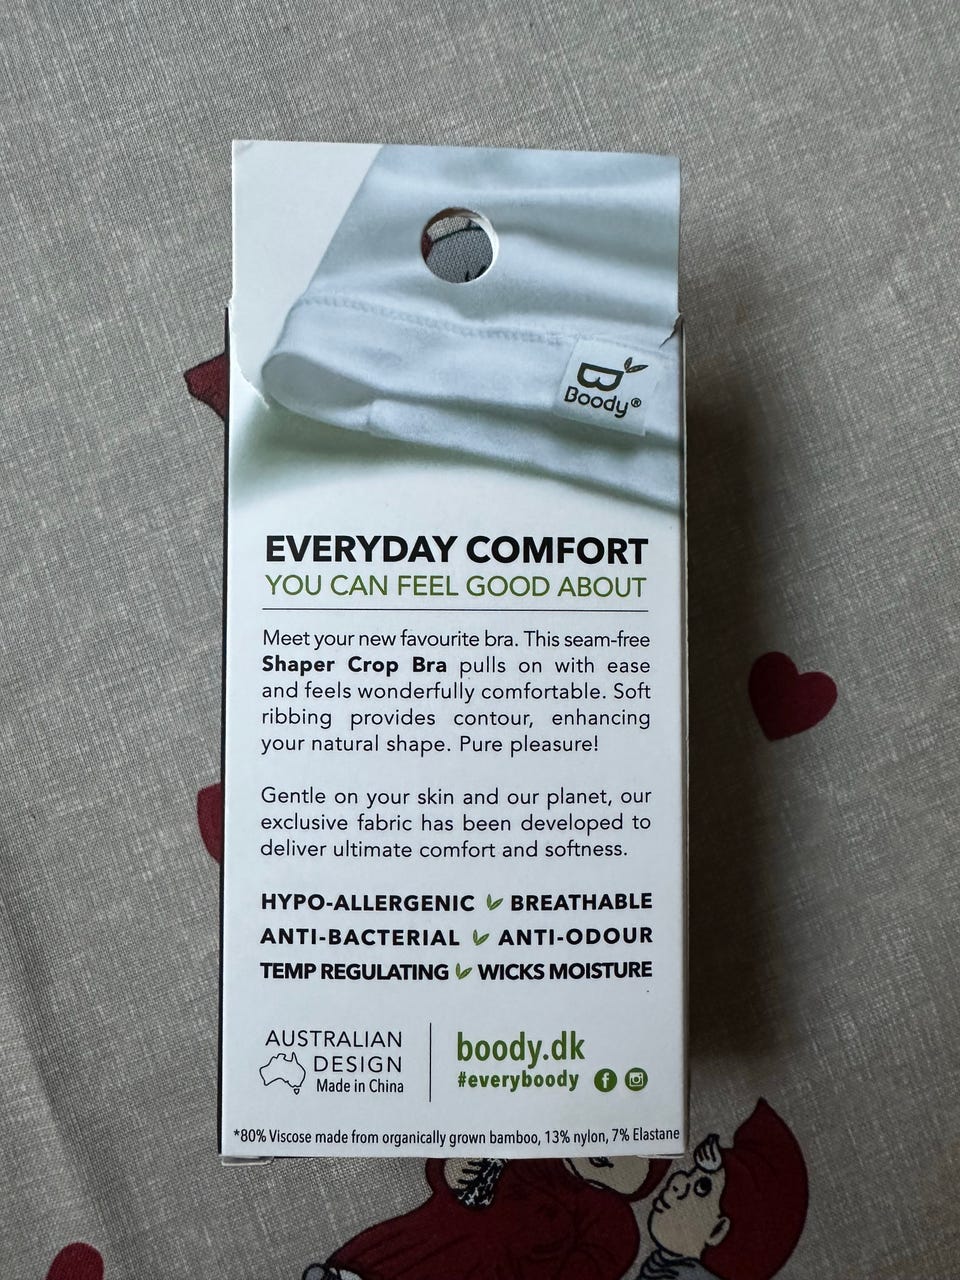 Boody®
EVERYDAY COMFORT
YOU CAN FEEL GOOD ABOUT
Meet your new favourite bra. This seam-free
Shaper Crop Bra pulls on with ease
and feels wonderfully comfortable. Soft
ribbing provides contour, enhancing
your natural shape. Pure pleasure!
Gentle on your skin and our planet, our
exclusive fabric has been developed to
deliver ultimate comfort and softness.
HYPO-ALLERGENIC BREATHABLE
ANTI-BACTERIAL ANTI-ODOUR
TEMP REGULATING WICKS MOISTURE
AUSTRALIAN
DESIGN
Made in China
boody.dk
#everyboody
*80% Viscose made from organically grown bamboo, 13% nylon, 7% Elastane